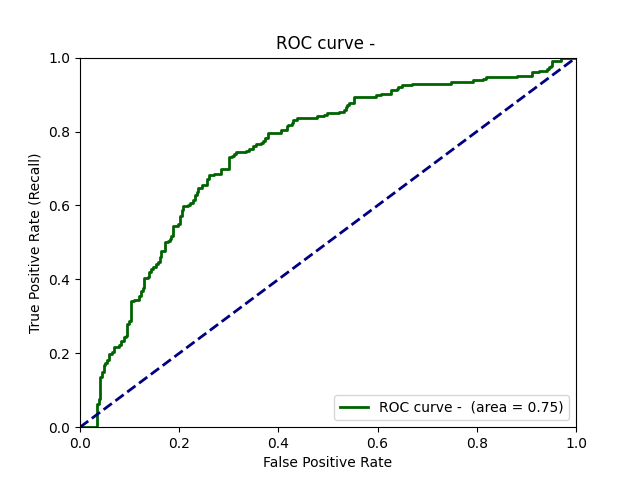 ROC curve -
1.0
0.8
0.6
0.4
0.2
0.0
True Positive Rate (Recall)
ROC curve -  (area = 0.75)
0.0 0.2 0.4 0.6 0.8 1.0
False Positive Rate